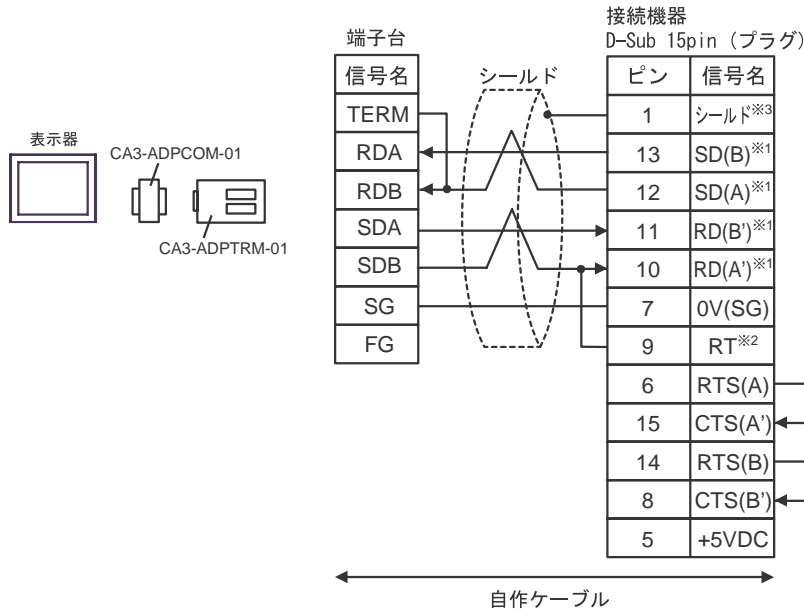 接続機器
端子台
D-Sub 15pin (プラグ)
信号名
シールド
ピン 信号名
TERM
1 シールド※3
表示器
CA3-ADPCOM-01
RDA
13 SD(B)※1
RDB
12 SD(A)※1
SDA
11 RD(B')※1
CA3-ADPTRM-01
SDB
10 RD(A')※1
SG
7 0V(SG)
FG
9 RT※2
6 RTS(A)
15 CTS(A')
14 RTS(B)
8 CTS(B')
5 +5VDC
自作ケーブル